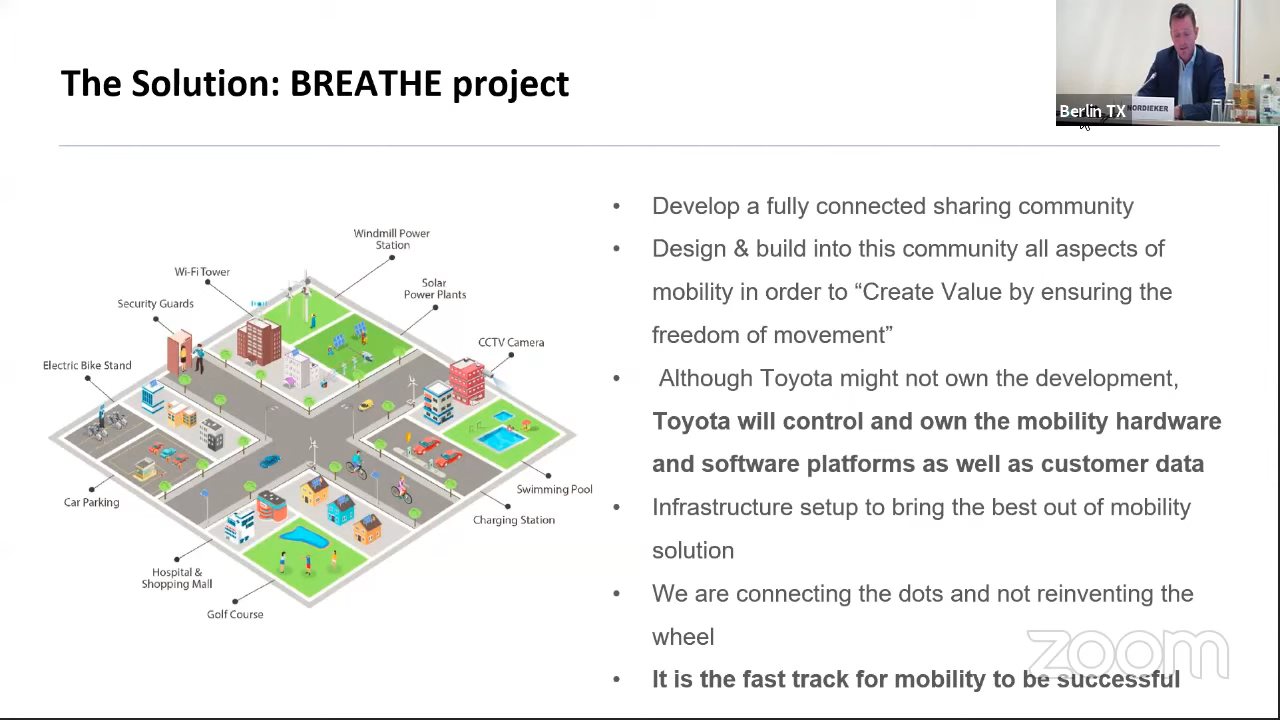 The Solution: BREATHE project
Berlin TX
NORDIEKER
Windmill Power
Station
Wi-Fi Tower
Solar
Power Plants
Security Guards
CCTV Camera
Electric Bike Stand
Swimming Pool
Car Parking
Charging Station
Hospital &
Shopping Mall
Golf Course
• Develop a fully connected sharing community
• Design & build into this community all aspects of
mobility in order to “Create Value by ensuring the
freedom of movement”
• Although Toyota might not own the development,
Toyota will control and own the mobility hardware
and software platforms as well as customer data
• Infrastructure setup to bring the best out of mobility
solution
• We are connecting the dots and not reinventing the
wheel
• It is the fast track for mobility to be successful
zoom